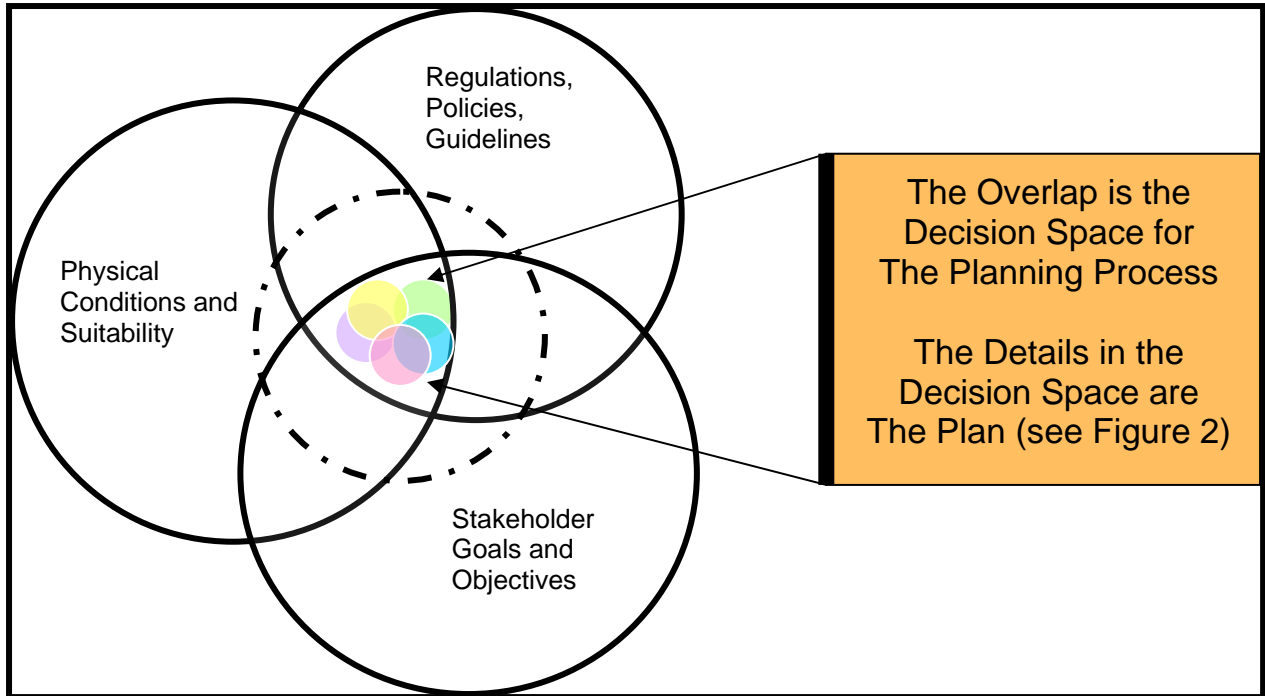 Regulations,
Policies,
Guidelines
Physical
Conditions and
Suitability
Stakeholder
Goals and
Objectives
The Overlap is the
Decision Space for
The Planning Process
The Details in the
Decision Space are
The Plan (see Figure 2)